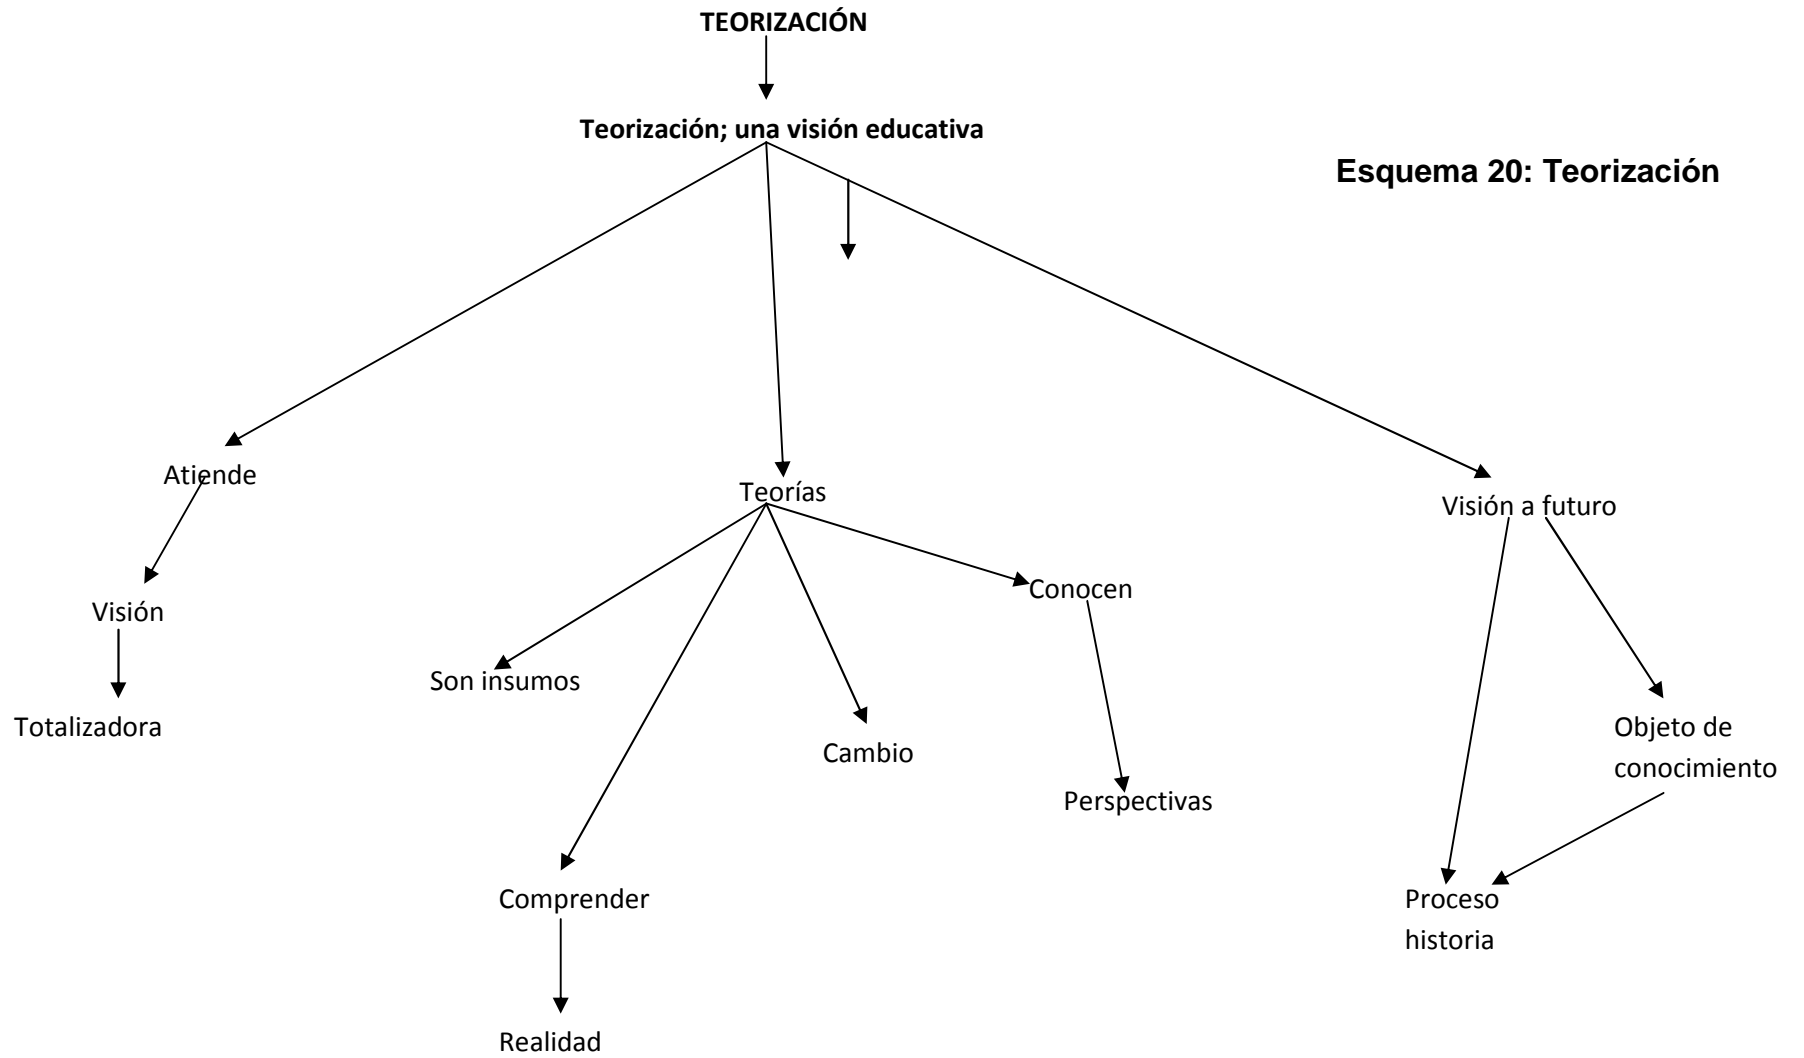 TEORIZACIÓN
Teorización; una visión educativa
Esquema 20: Teorización
Atiende
Teorías
Visión a futuro
Conocen
Visión
Son insumos
Totalizadora
Cambio
Objeto de
conocimiento
Perspectivas
Comprender
Proceso
historia
Realidad